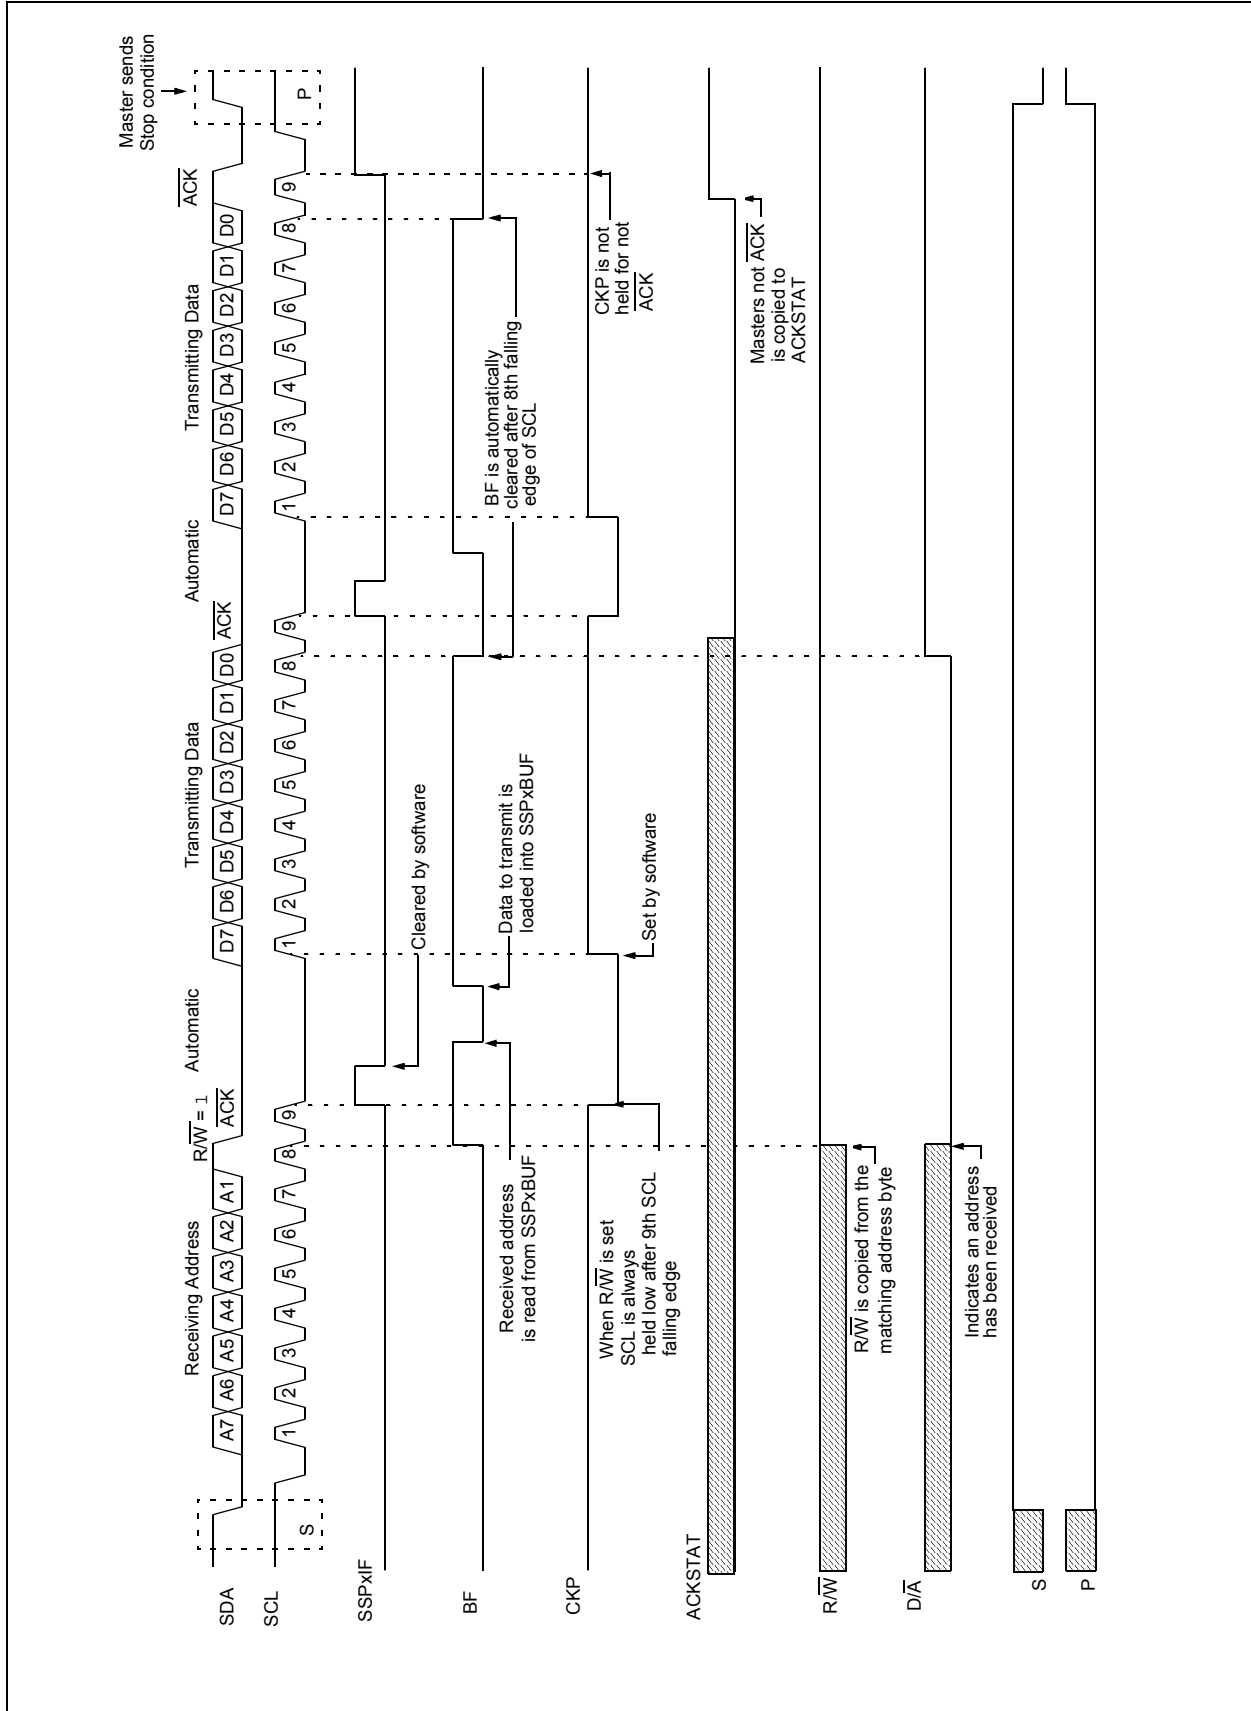 Master sends
Stop condition
Receiving Address
R/W = 1
ACK
Automatic
Transmitting Data
ACK
Automatic
Transmitting Data
ACK
SDA
A7 A6 A5 A4 A3 A2 A1
D7 D6 D5 D4 D3 D2 D1 D0
D7 D6 D5 D4 D3 D2 D1 D0
SCL
S
1 2 3 4 5 6 7 8 9
1 2 3 4 5 6 7 8 9
1 2 3 4 5 6 7 8 9
P
SSPxIF
Cleared by software
BF
Received address
is read from SSPxBUF
Data to transmit is
loaded into SSPxBUF
BF is automatically
cleared after 8th falling
edge of SCL
CKP
When R/W is set
SCL is always
held low after 9th SCL
falling edge
Set by software
CKP is not
held for not
ACK
ACKSTAT
Masters not ACK
is copied to
ACKSTAT
R/W
R/W is copied from the
matching address byte
D/A
Indicates an address
has been received
S
P